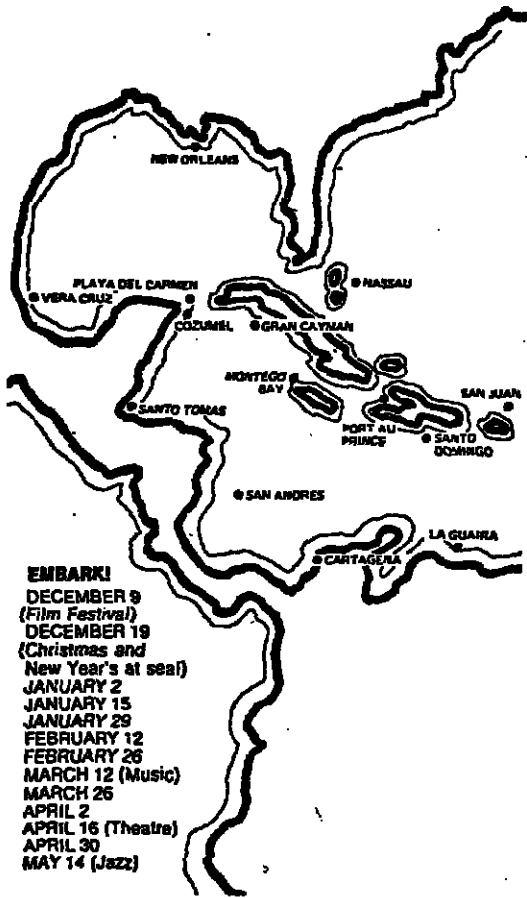 NEW ORLEANS
PLAYA DEL CARMEN
NASSAU
VERA CRUZ
COZUMEL
GRAN CAYMAN
MONTEGO
BAY
SAN JUAN
SANTO TOMAS
PORT AU
PRINCE
SANTO
DOMINGO
SAN ANDRES
LA GUAIRA
CARTAGENA
EMBARK!
DECEMBER 9
(Film Festival)
DECEMBER 19
(Christmas and
New Year's at sea!)
JANUARY 2
JANUARY 15
JANUARY 29
FEBRUARY 12
FEBRUARY 26
MARCH 12 (Music)
MARCH 26
APRIL 2
APRIL 16 (Theatre)
APRIL 30
MAY 14 (Jazz)